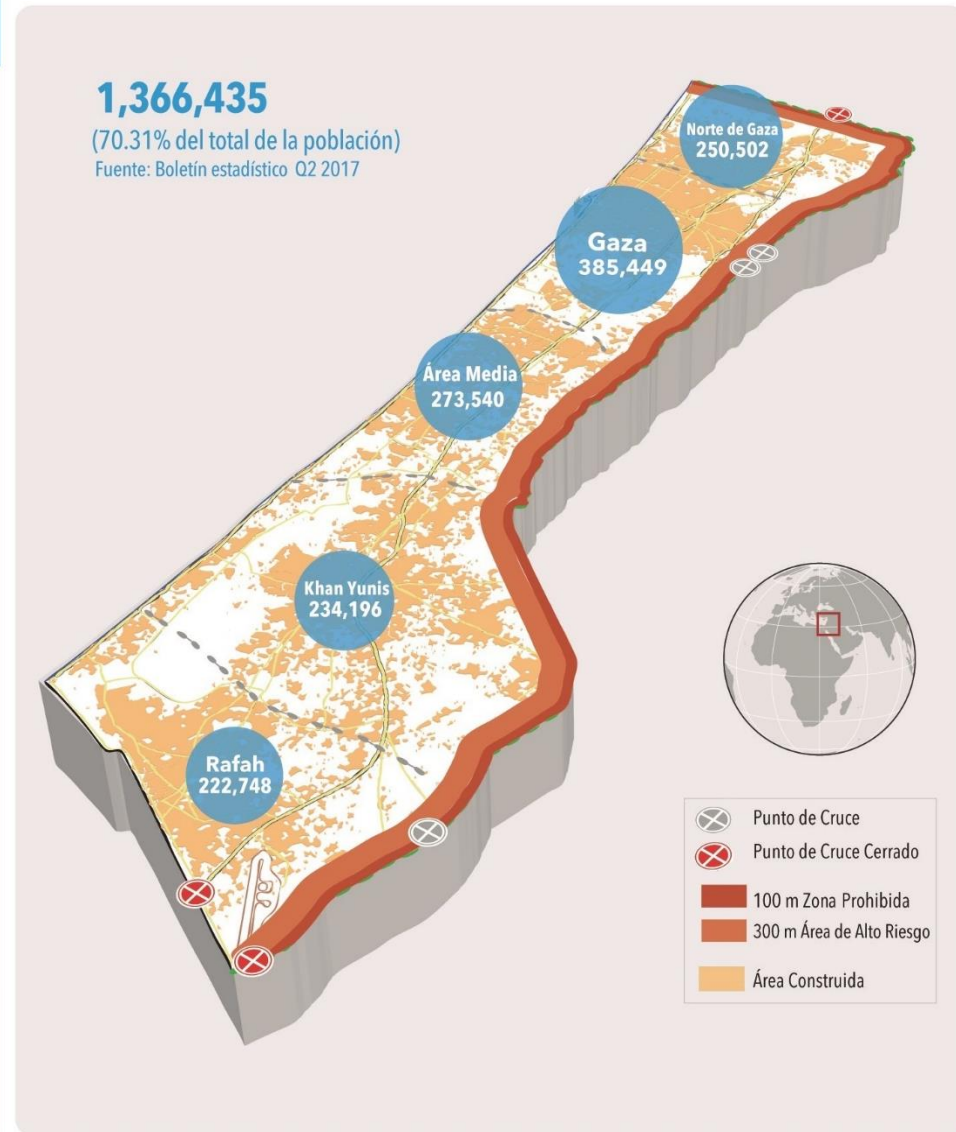 1,366,435
(70.31% del total de la población)
Fuente: Boletín estadístico Q2 2017
Norte de Gaza
250,502
Gaza
385,449
Área Media
273,540
Khan Yunis
234,196
Rafah
222,748
Punto de Cruce
Punto de Cruce Cerrado
100 m Zona Prohibida
300 m Área de Alto Riesgo
Área Construida